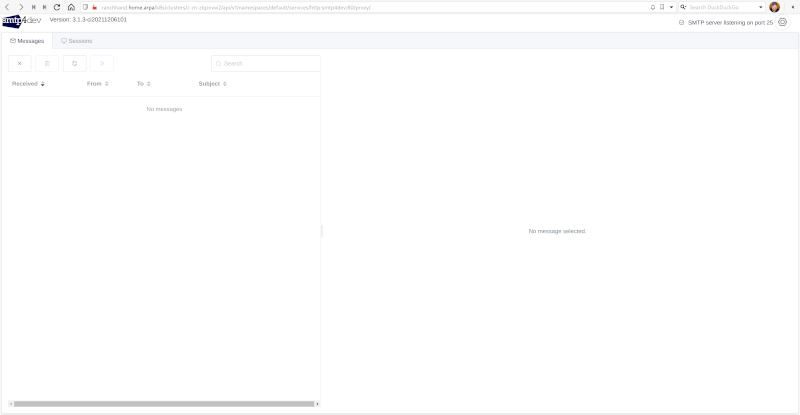 ranchhand.home.arpa/k8s/clusters/c-m-zbjprxw2/api/v1/namespaces/default/services/http:smtp4dev:80/proxy/
Search DuckDuckGo
smtp4dev
Version: 3.1.3-ci20211206101
SMTP server listening on port 25
Messages
Sessions
Search
Received
From
To
Subject
No messages
No message selected.